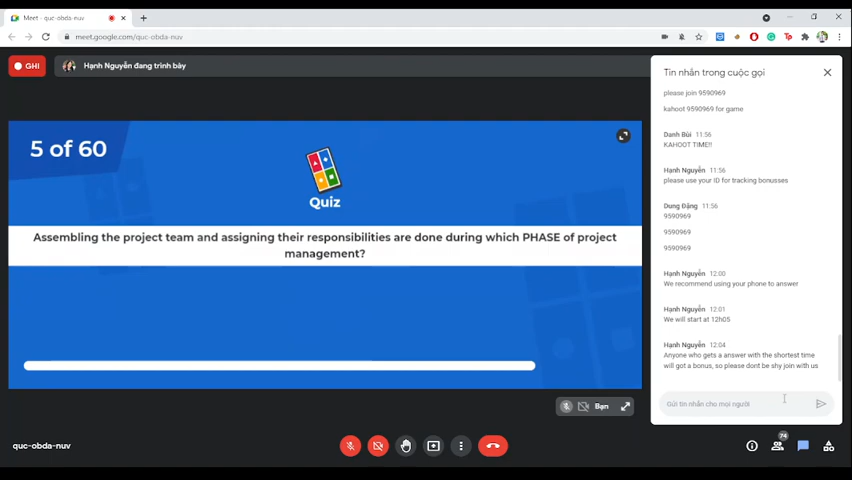 Meet - quc-obda-nuv
meet.google.com/quc-obda-nuv
GHI
Hạnh Nguyễn đang trình bày
5 of 60
Quiz
Assembling the project team and assigning their responsibilities are done during which PHASE of project
management?
Bạn
quc-obda-nuv
Tin nhắn trong cuộc gọi
please join 9590969
kahoot 9590969 for game
Danh Bùi 11:56
KAHOOT TIME!!
Hạnh Nguyễn 11:56
please use your ID for tracking bonusses
Dung Đặng 11:56
9590969
9590969
9590969
Hạnh Nguyễn 12:00
We recommend using your phone to answer
Hạnh Nguyễn 12:01
We will start at 12h05
Hạnh Nguyễn 12:04
Anyone who gets a answer with the shortest time
will got a bonus, so please dont be shy join with us
Gửi tin nhắn cho mọi người
74